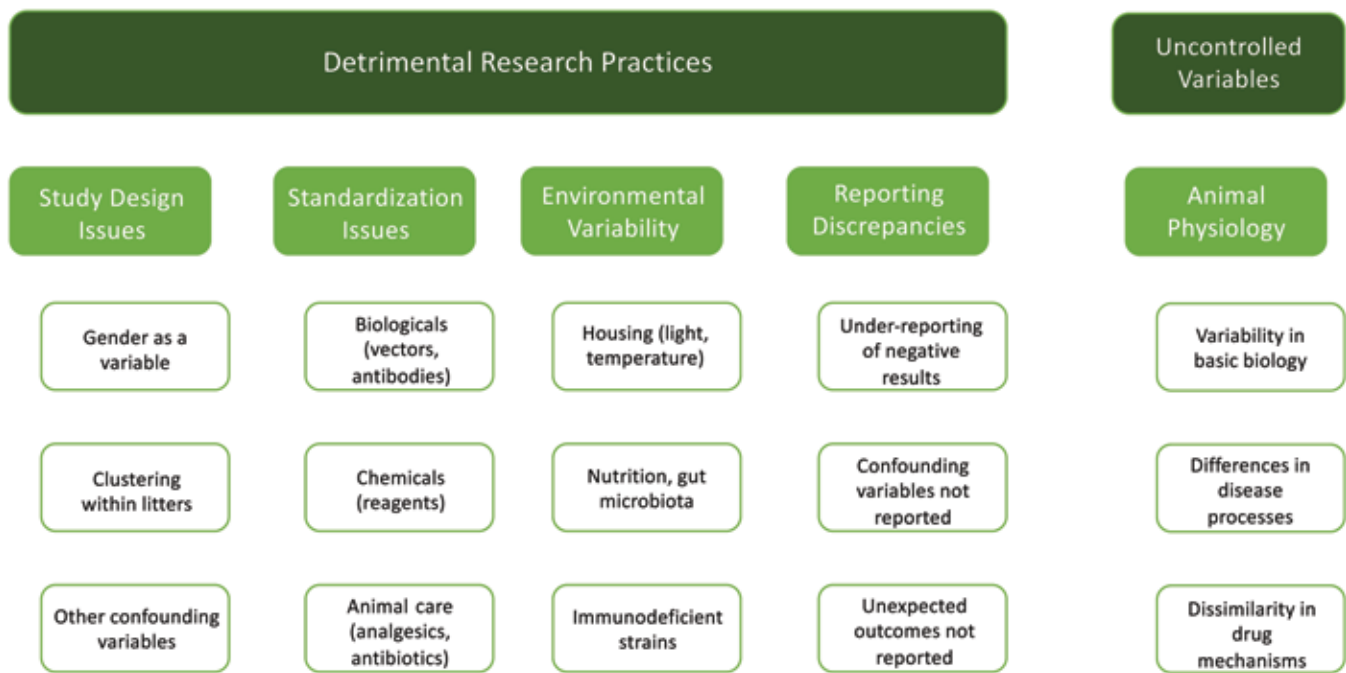 Detrimental Research Practices
Uncontrolled
Variables
Study Design
Issues
Standardization
Issues
Environmental
Variability
Reporting
Discrepancies
Animal
Physiology
Gender as a
variable
Biologicals
(vectors,
antibodies)
Housing (light,
temperature)
Under-reporting
of negative
results
Variability in
basic biology
Clustering
within litters
Chemicals
(reagents)
Nutrition, gut
microbiota
Confounding
variables not
reported
Differences in
disease
processes
Other confounding
variables
Animal care
(analgesics,
antibiotics)
Immunodeficient
strains
Unexpected
outcomes not
reported
Dissimilarity in
drug
mechanisms